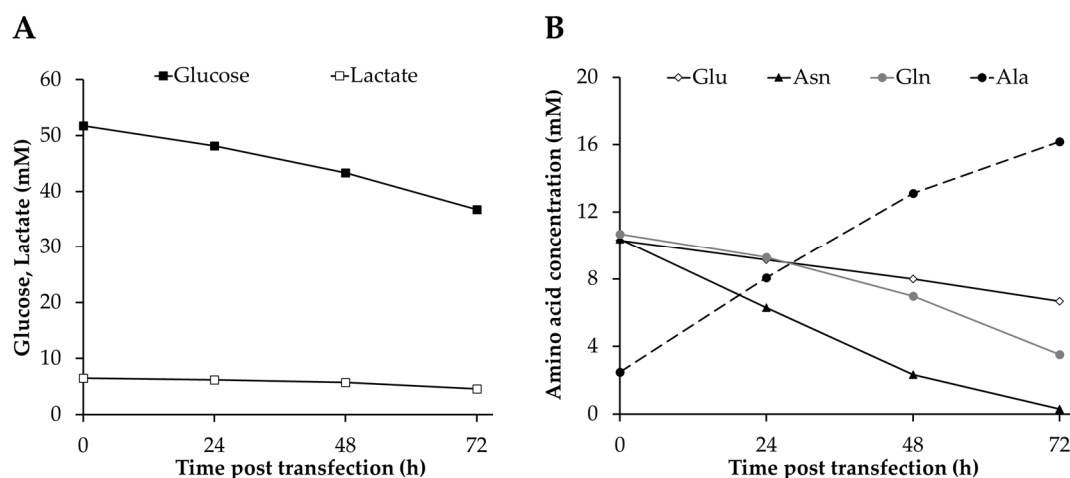 A
Glucose
Lactate
Glucose, Lactate (mM)
60
50
40
30
20
10
0
0
24
48
72
Time post transfection (h)
B
Glu
Asn
Gln
Ala
Amino acid concentration (mM)
20
16
12
8
4
0
0
24
48
72
Time post transfection (h)